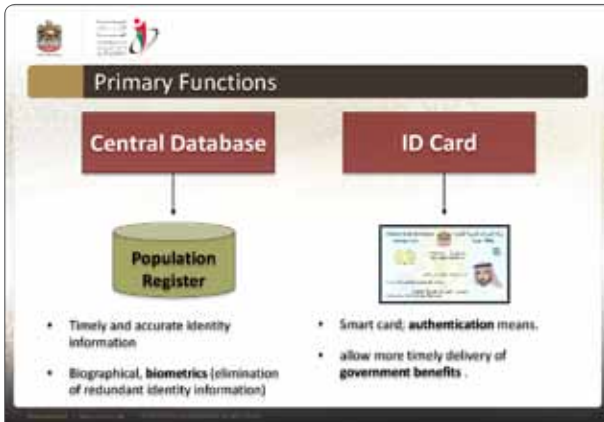 Primary Functions
Central Database
ID Card
Population
Register
• Timely and accurate identity
information
• Biographical, biometrics (elimination
of redundant identity information)
• Smart card; authentication means.
• allow more timely delivery of
government benefits .